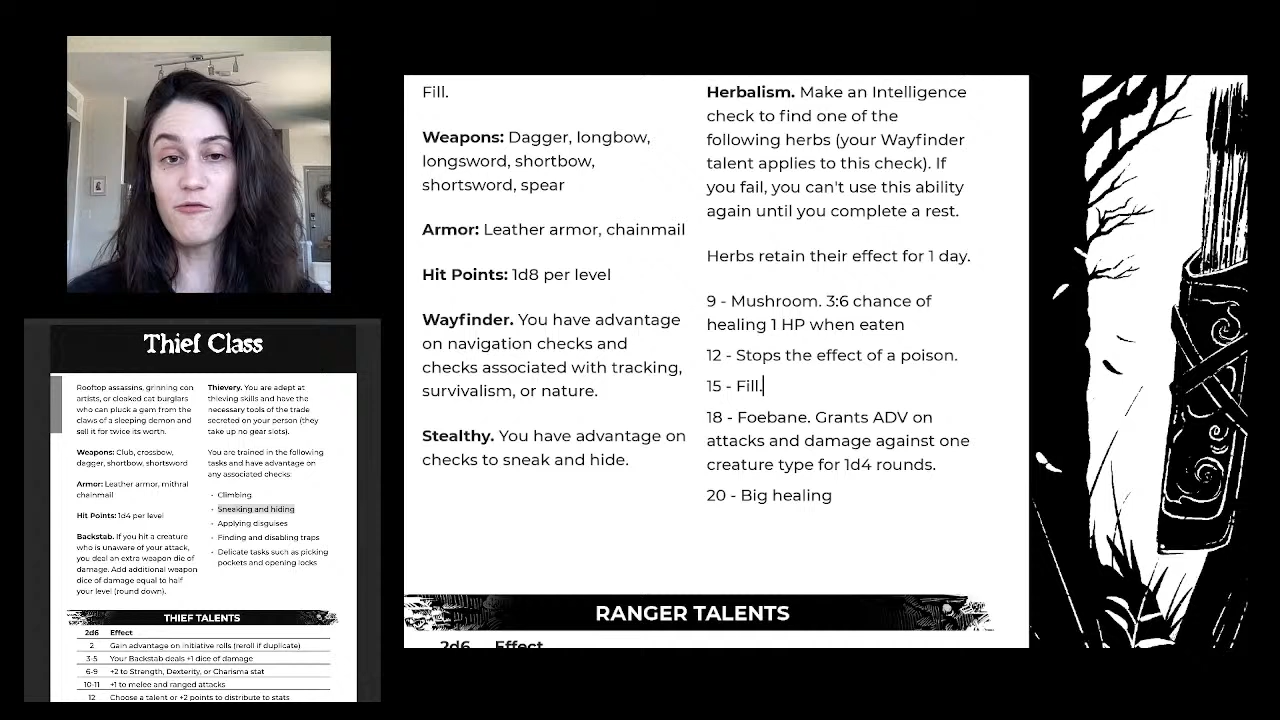 Fill.
Weapons: Dagger, longbow,
longsword, shortbow,
shortsword, spear
Armor: Leather armor, chainmail
Hit Points: 1d8 per level
Wayfinder. You have advantage
on navigation checks and
checks associated with tracking,
survivalism, or nature.
Stealthy. You have advantage on
checks to sneak and hide.
Herbalism. Make an Intelligence
check to find one of the
following herbs (your Wayfinder
talent applies to this check). If
you fail, you can't use this ability
again until you complete a rest.
Herbs retain their effect for 1 day.
9 - Mushroom. 3:6 chance of
healing 1 HP when eaten
12 - Stops the effect of a poison.
15 - Fill.
18 - Foebane. Grants ADV on
attacks and damage against one
creature type for 1d4 rounds.
20 - Big healing
RANGER TALENTS
2d6 Effect
Thief Class
Rooftop assassins, grinning con
artists, or cloaked cat burglars
who can pluck a gem from the
claws of a sleeping demon and
sell it for twice its worth.
Weapons: Club, crossbow,
dagger, shortbow, shortsword
Armor: Leather armor, mithral
chainmail
Hit Points: 1d4 per level
Backstab. If you hit a creature
who is unaware of your attack,
you deal an extra weapon die of
damage. Add additional weapon
dice of damage equal to half
your level (round down).
Thievery. You are adept at
thieving skills and have the
necessary tools of the trade
secreted on your person (they
take up no gear slots).
You are trained in the following
tasks and have advantage on
any associated checks:
- Climbing
- Sneaking and hiding
- Applying disguises
- Finding and disabling traps
- Delicate tasks such as picking
pockets and opening locks
THIEF TALENTS
2d6 Effect
2 Gain advantage on initiative rolls (reroll if duplicate)
3-5 Your Backstab deals +1 dice of damage
6-9 +2 to Strength, Dexterity, or Charisma stat
10-11 +1 to melee and ranged attacks
12 Choose a talent or +2 points to distribute to stats